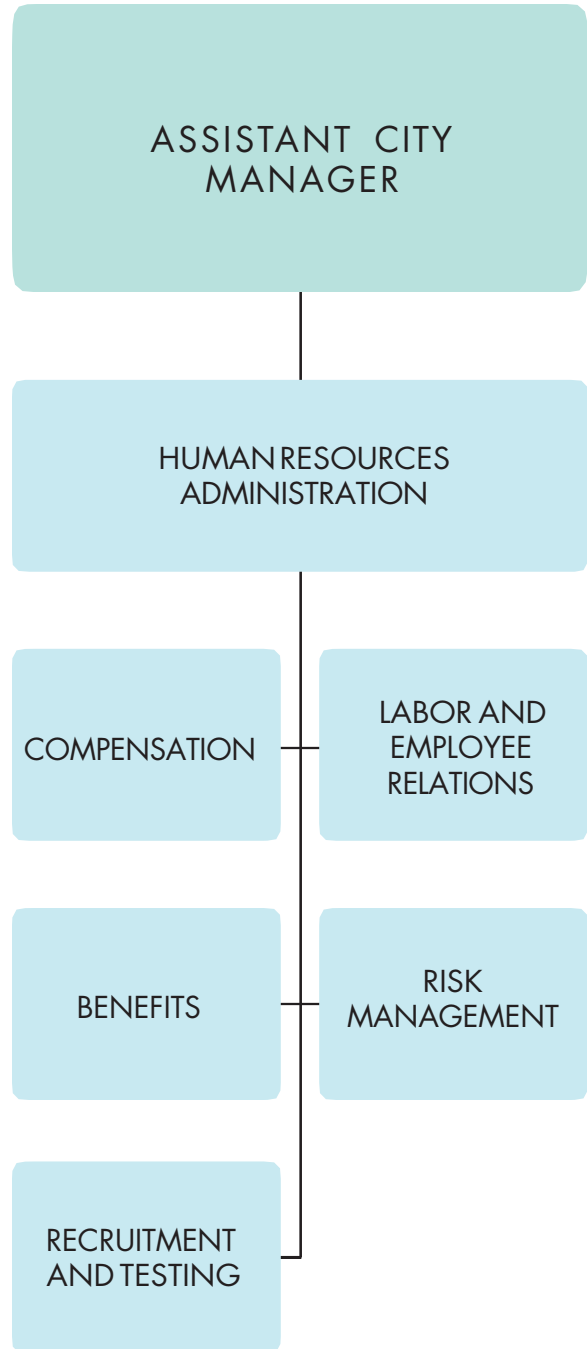 ASSISTANT CITY
MANAGER
HUMAN RESOURCES
ADMINISTRATION
COMPENSATION
LABOR AND
EMPLOYEE
RELATIONS
BENEFITS
RISK
MANAGEMENT
RECRUITMENT
AND TESTING